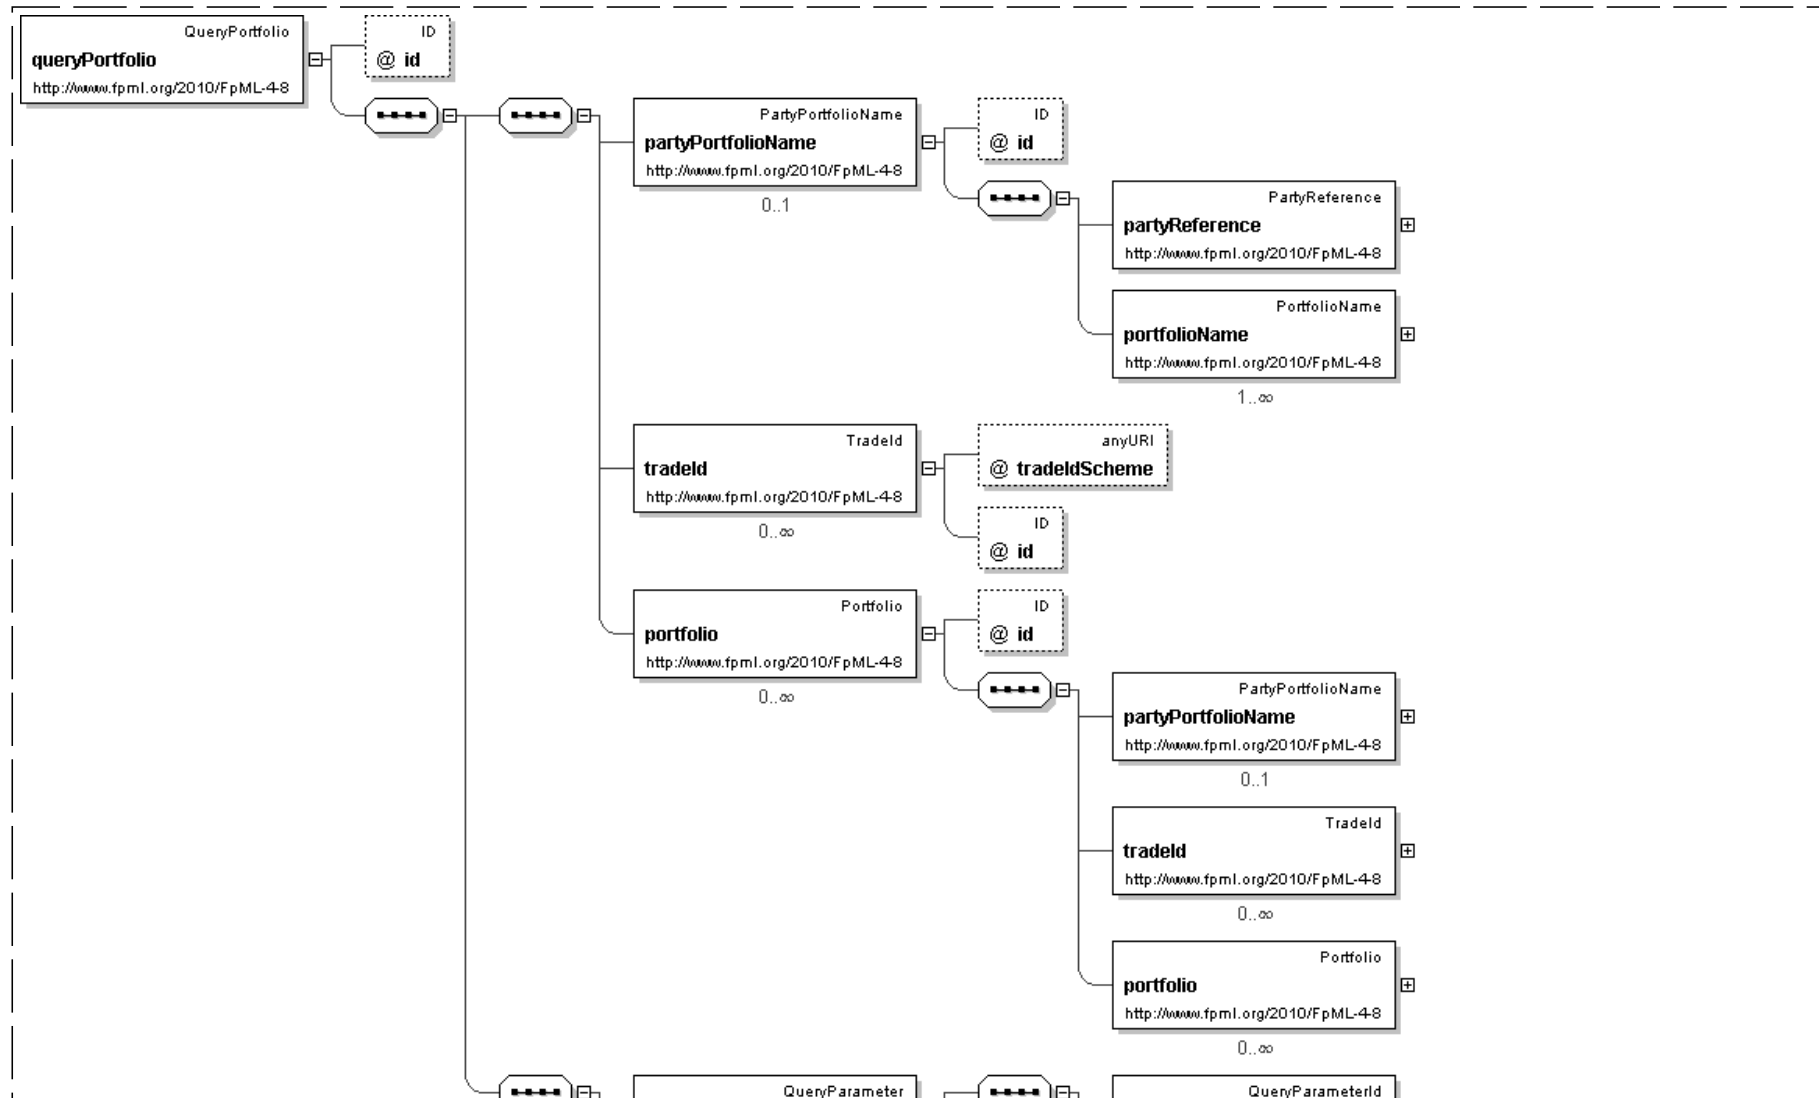 QueryPortfolio
queryPortfolio
http://www.fpml.org/2010/FpML-4-8
ID
@ id
PartyPortfolioName
partyPortfolioName
http://www.fpml.org/2010/FpML-4-8
0..1
ID
@ id
PartyReference
partyReference
http://www.fpml.org/2010/FpML-4-8
PortfolioName
portfolioName
http://www.fpml.org/2010/FpML-4-8
1..∞
TradeId
tradeId
http://www.fpml.org/2010/FpML-4-8
0..∞
anyURI
@ tradeIdScheme
ID
@ id
Portfolio
portfolio
http://www.fpml.org/2010/FpML-4-8
0..∞
ID
@ id
PartyPortfolioName
partyPortfolioName
http://www.fpml.org/2010/FpML-4-8
0..1
TradeId
tradeId
http://www.fpml.org/2010/FpML-4-8
0..∞
Portfolio
portfolio
http://www.fpml.org/2010/FpML-4-8
0..∞
QueryParameter
QueryParameterId